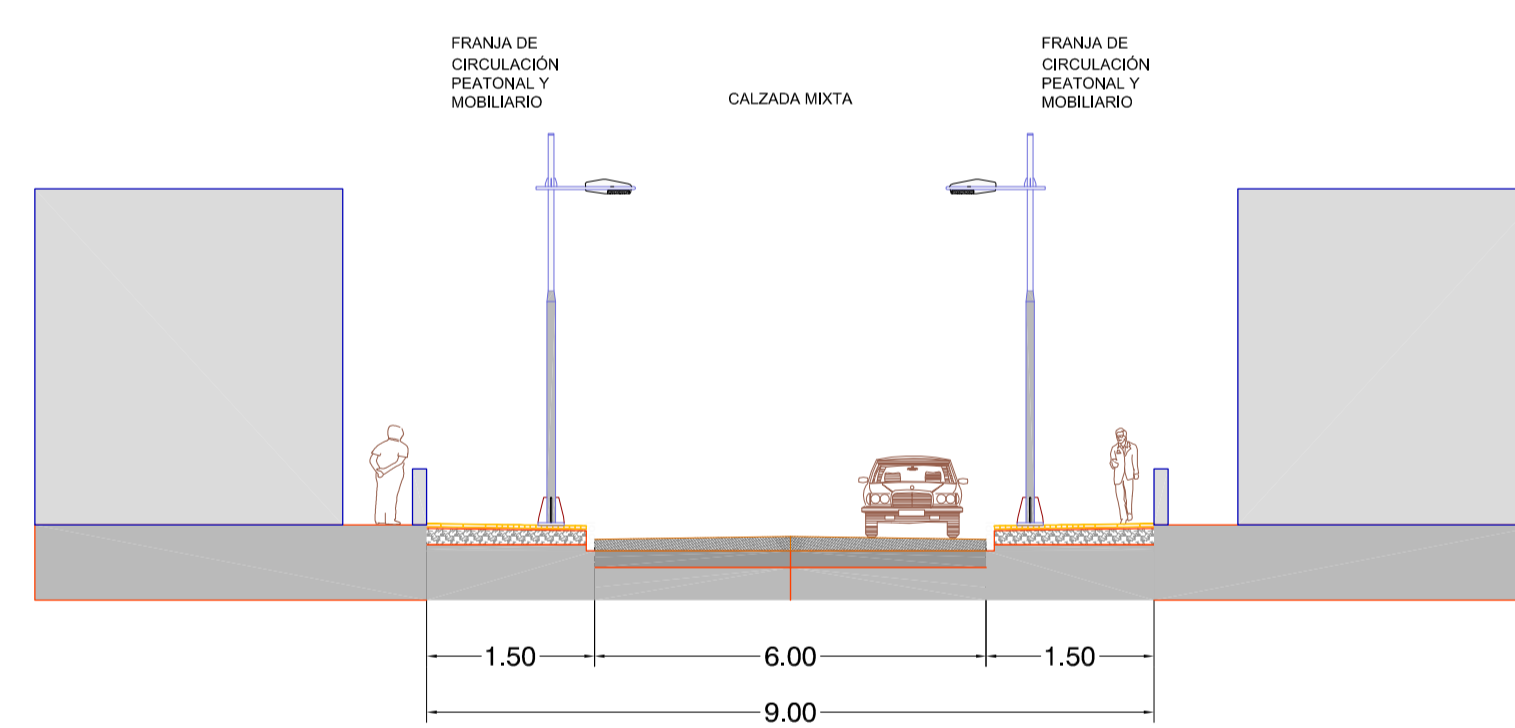 FRANJA DE
CIRCULACIÓN
PEATONAL Y
MOBILIARIO
CALZADA MIXTA
FRANJA DE
CIRCULACIÓN
PEATONAL Y
MOBILIARIO
1.50
6.00
1.50
9.00